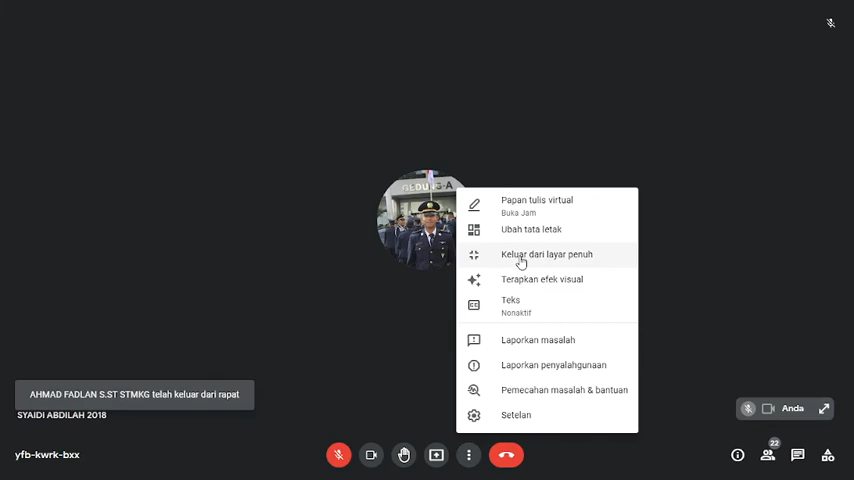 GEDUNG-A
Papan tulis virtual
Buka Jam
Ubah tata letak
Keluar dari layar penuh
Terapkan efek visual
CC
Teks
Nonaktif
Laporkan masalah
Laporkan penyalahgunaan
Pemecahan masalah & bantuan
Setelan
AHMAD FADLAN S.ST STMKG telah keluar dari rapat
SYAIDI ABDILAH 2018
Anda
yfb-kwrk-bxx
22